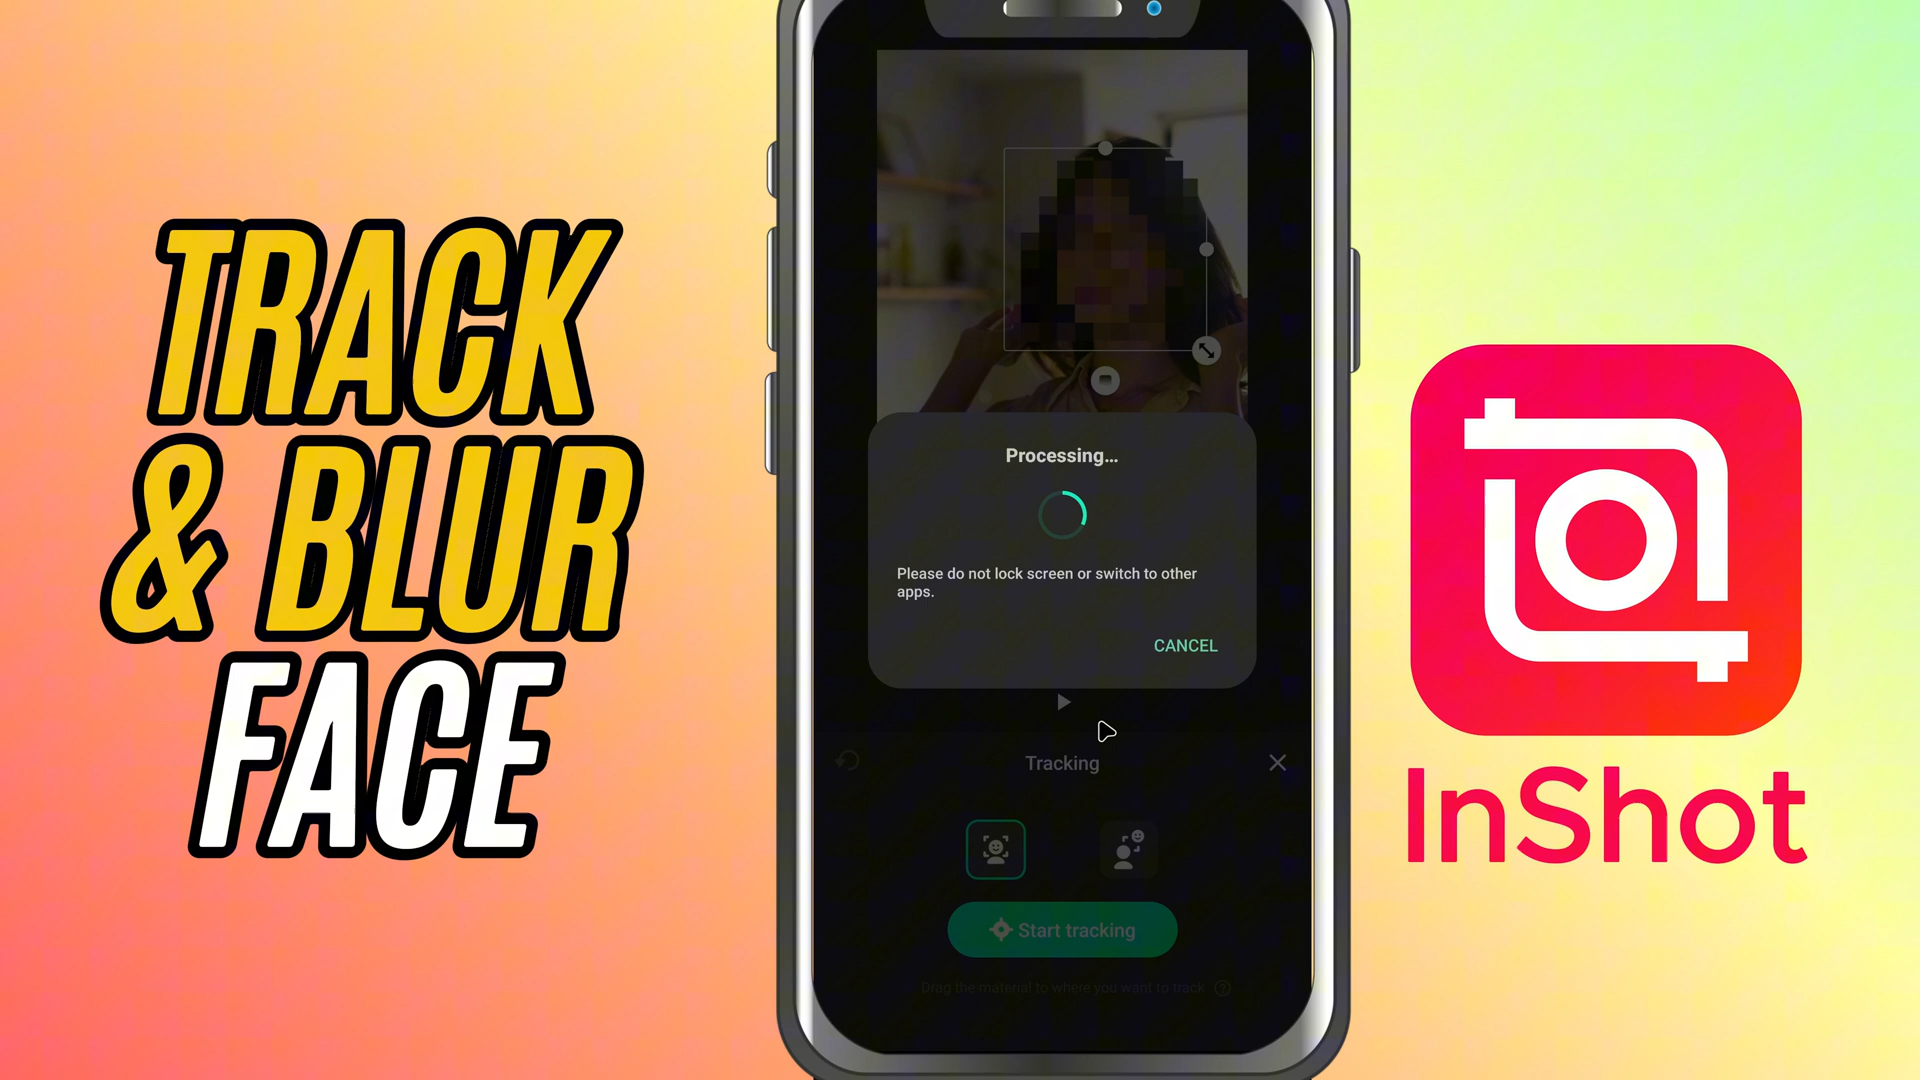 TRACK
& BLUR
FACE
Processing...
Please do not lock screen or switch to other
apps.
CANCEL
Tracking
Start tracking
Drag the material to where you want to track
InShot